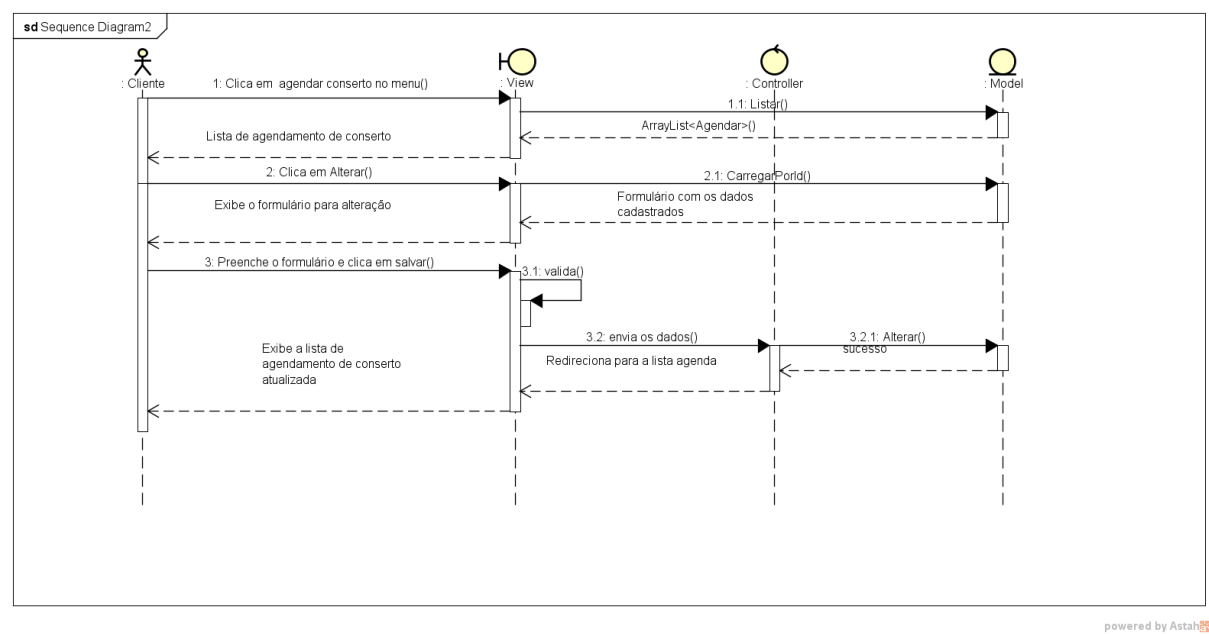 sd Sequence Diagram2
: Cliente
: View
: Controller
: Model
1: Clica em agendar conserto no menu()
1.1: Listar()
ArrayList<Agendar>()
Lista de agendamento de conserto
2: Clica em Alterar()
2.1: CarregarPorId()
Formulário com os dados
cadastrados
Exibe o formulário para alteração
3: Preenche o formulário e clica em salvar()
3.1: valida()
3.2: envia os dados()
3.2.1: Alterar()
sucesso
Redireciona para a lista agenda
Exibe a lista de
agendamento de conserto
atualizada
powered by Astah